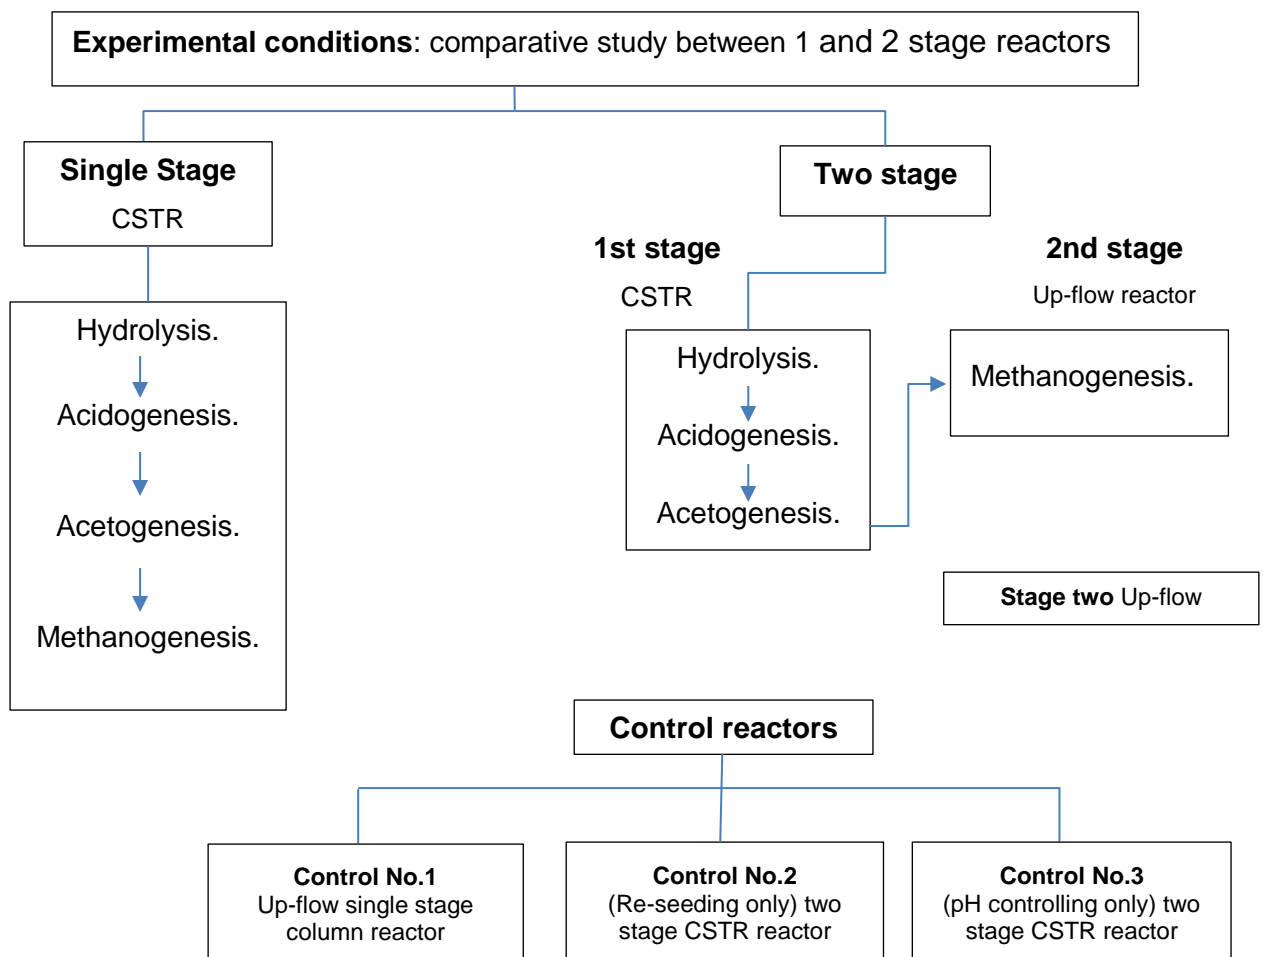 Experimental conditions: comparative study between 1 and 2 stage reactors
Single Stage
CSTR
Hydrolysis.
Acidogenesis.
Acetogenesis.
Methanogenesis.
Two stage
1st stage
CSTR
Hydrolysis.
Acidogenesis.
Acetogenesis.
2nd stage
Up-flow reactor
Methanogenesis.
Stage two Up-flow
Control reactors
Control No.1
Up-flow single stage
column reactor
Control No.2
(Re-seeding only) two
stage CSTR reactor
Control No.3
(pH controlling only) two
stage CSTR reactor